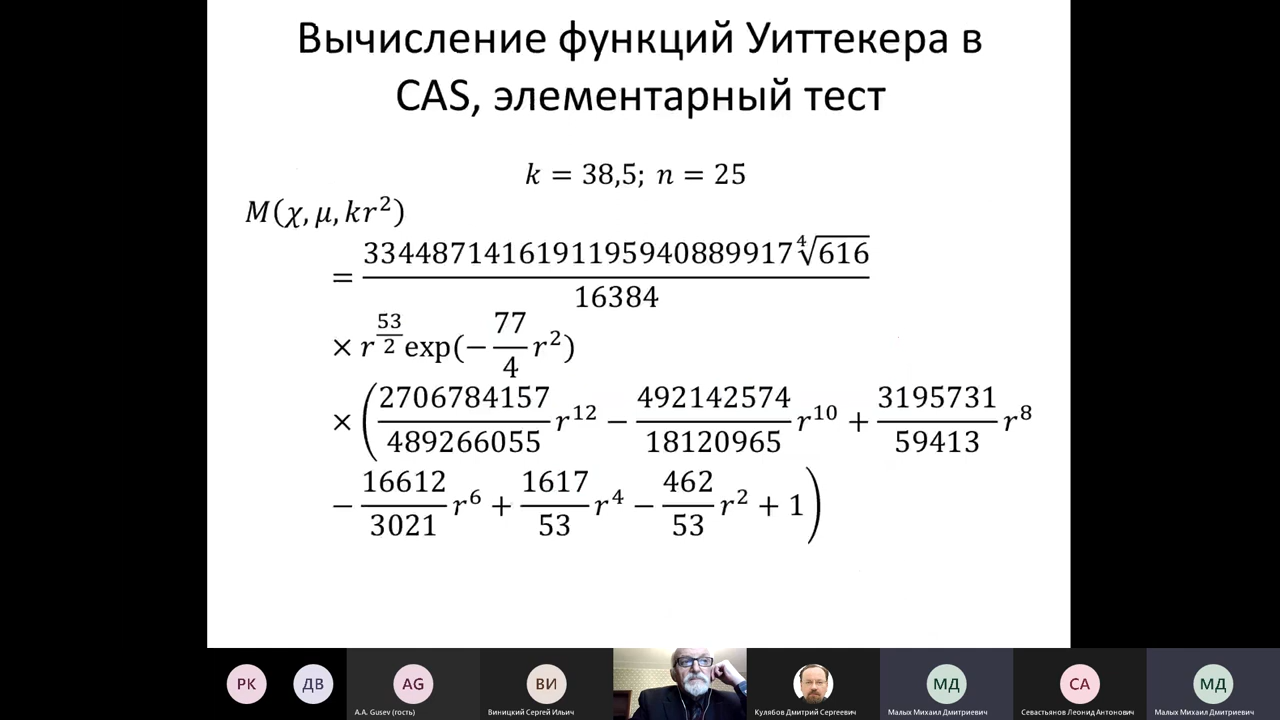 Вычисление функций Уиттекера в
CAS, элементарный тест
k = 38,5; n = 25
M(χ, μ, kr²)
= 3344871416191195940889917 ∜616 / 16384
× r^(53/2) exp(− 77/4 r²)
× ( 2706784157/489266055 r¹² − 492142574/18120965 r¹⁰ + 3195731/59413 r⁸
− 16612/3021 r⁶ + 1617/53 r⁴ − 462/53 r² + 1 )
РК
ДВ
AG
ВИ
МД
СА
МД
A.A. Gusev (гость)
Виницкий Сергей Ильич
Кулябов Дмитрий Сергеевич
Малых Михаил Дмитриевич
Севастьянов Леонид Антонович
Малых Михаил Дмитриевич